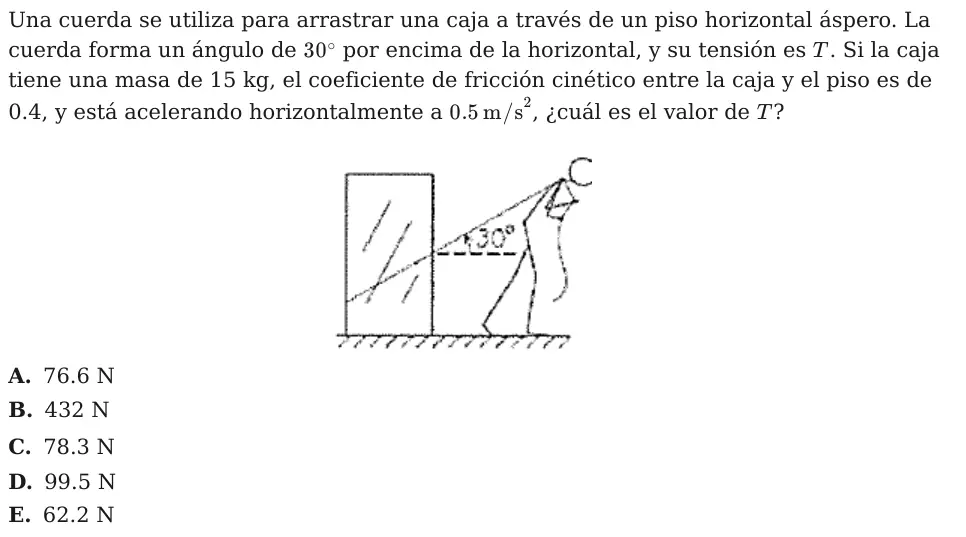 Una cuerda se utiliza para arrastrar una caja a través de un piso horizontal áspero. La
cuerda forma un ángulo de 30° por encima de la horizontal, y su tensión es T. Si la caja
tiene una masa de 15 kg, el coeficiente de fricción cinético entre la caja y el piso es de
0.4, y está acelerando horizontalmente a 0.5 m/s², ¿cuál es el valor de T?
30°
A. 76.6 N
B. 432 N
C. 78.3 N
D. 99.5 N
E. 62.2 N